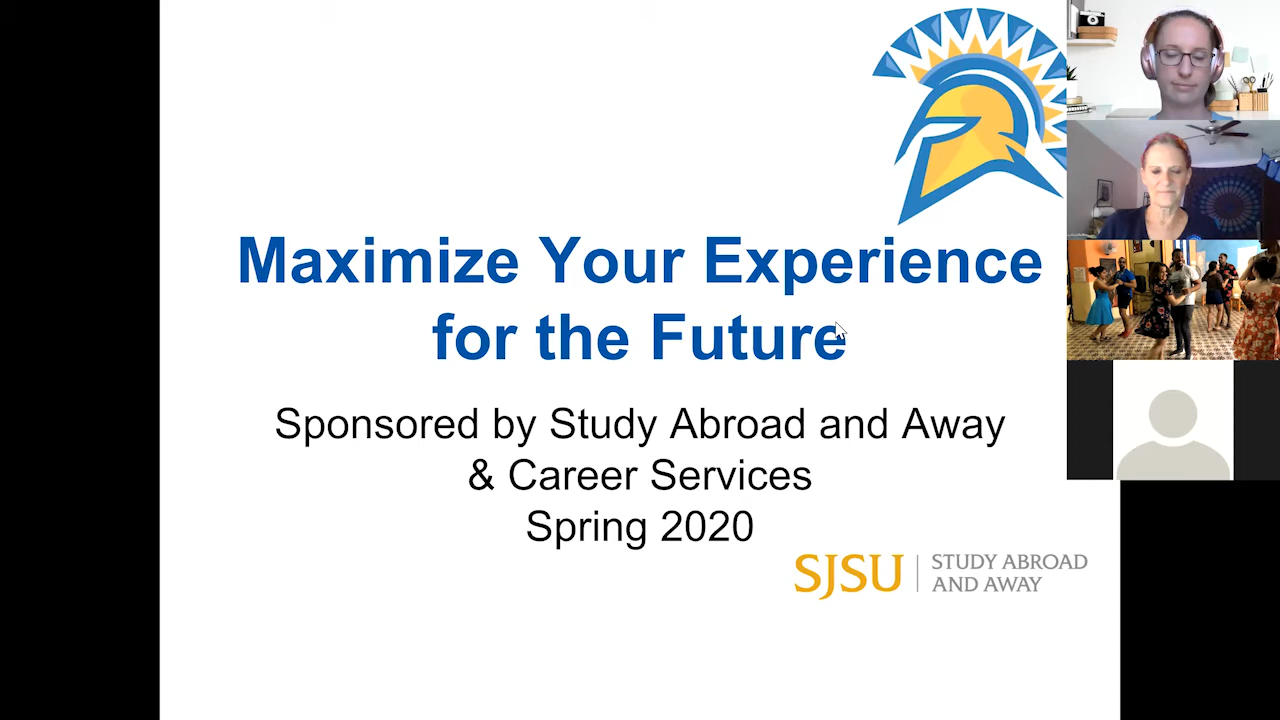 Maximize Your Experience
for the Future
Sponsored by Study Abroad and Away
& Career Services
Spring 2020
SJSU
STUDY ABROAD
AND AWAY